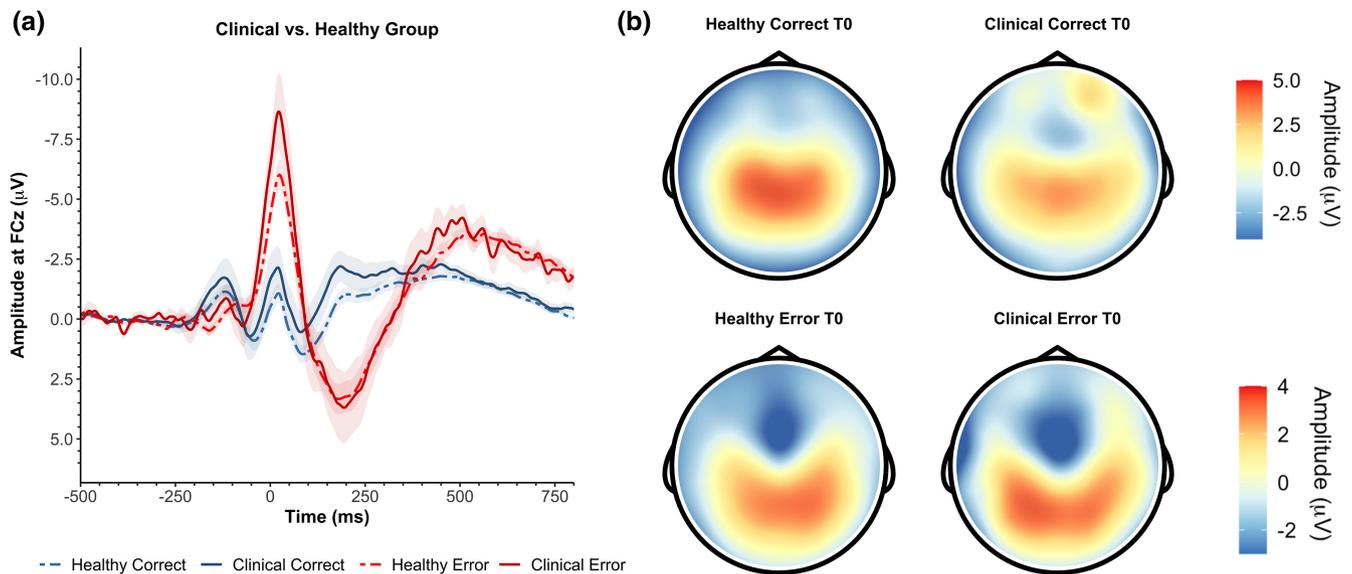 (a)
Clinical vs. Healthy Group
Amplitude at FCz (μV)
-10.0
-7.5
-5.0
-2.5
0.0
2.5
5.0
-500
-250
0
250
500
750
Time (ms)
Healthy Correct
Clinical Correct
Healthy Error
Clinical Error
(b)
Healthy Correct T0
Clinical Correct T0
5.0
2.5
0.0
-2.5
Amplitude (μV)
Healthy Error T0
Clinical Error T0
4
2
0
-2
Amplitude (μV)